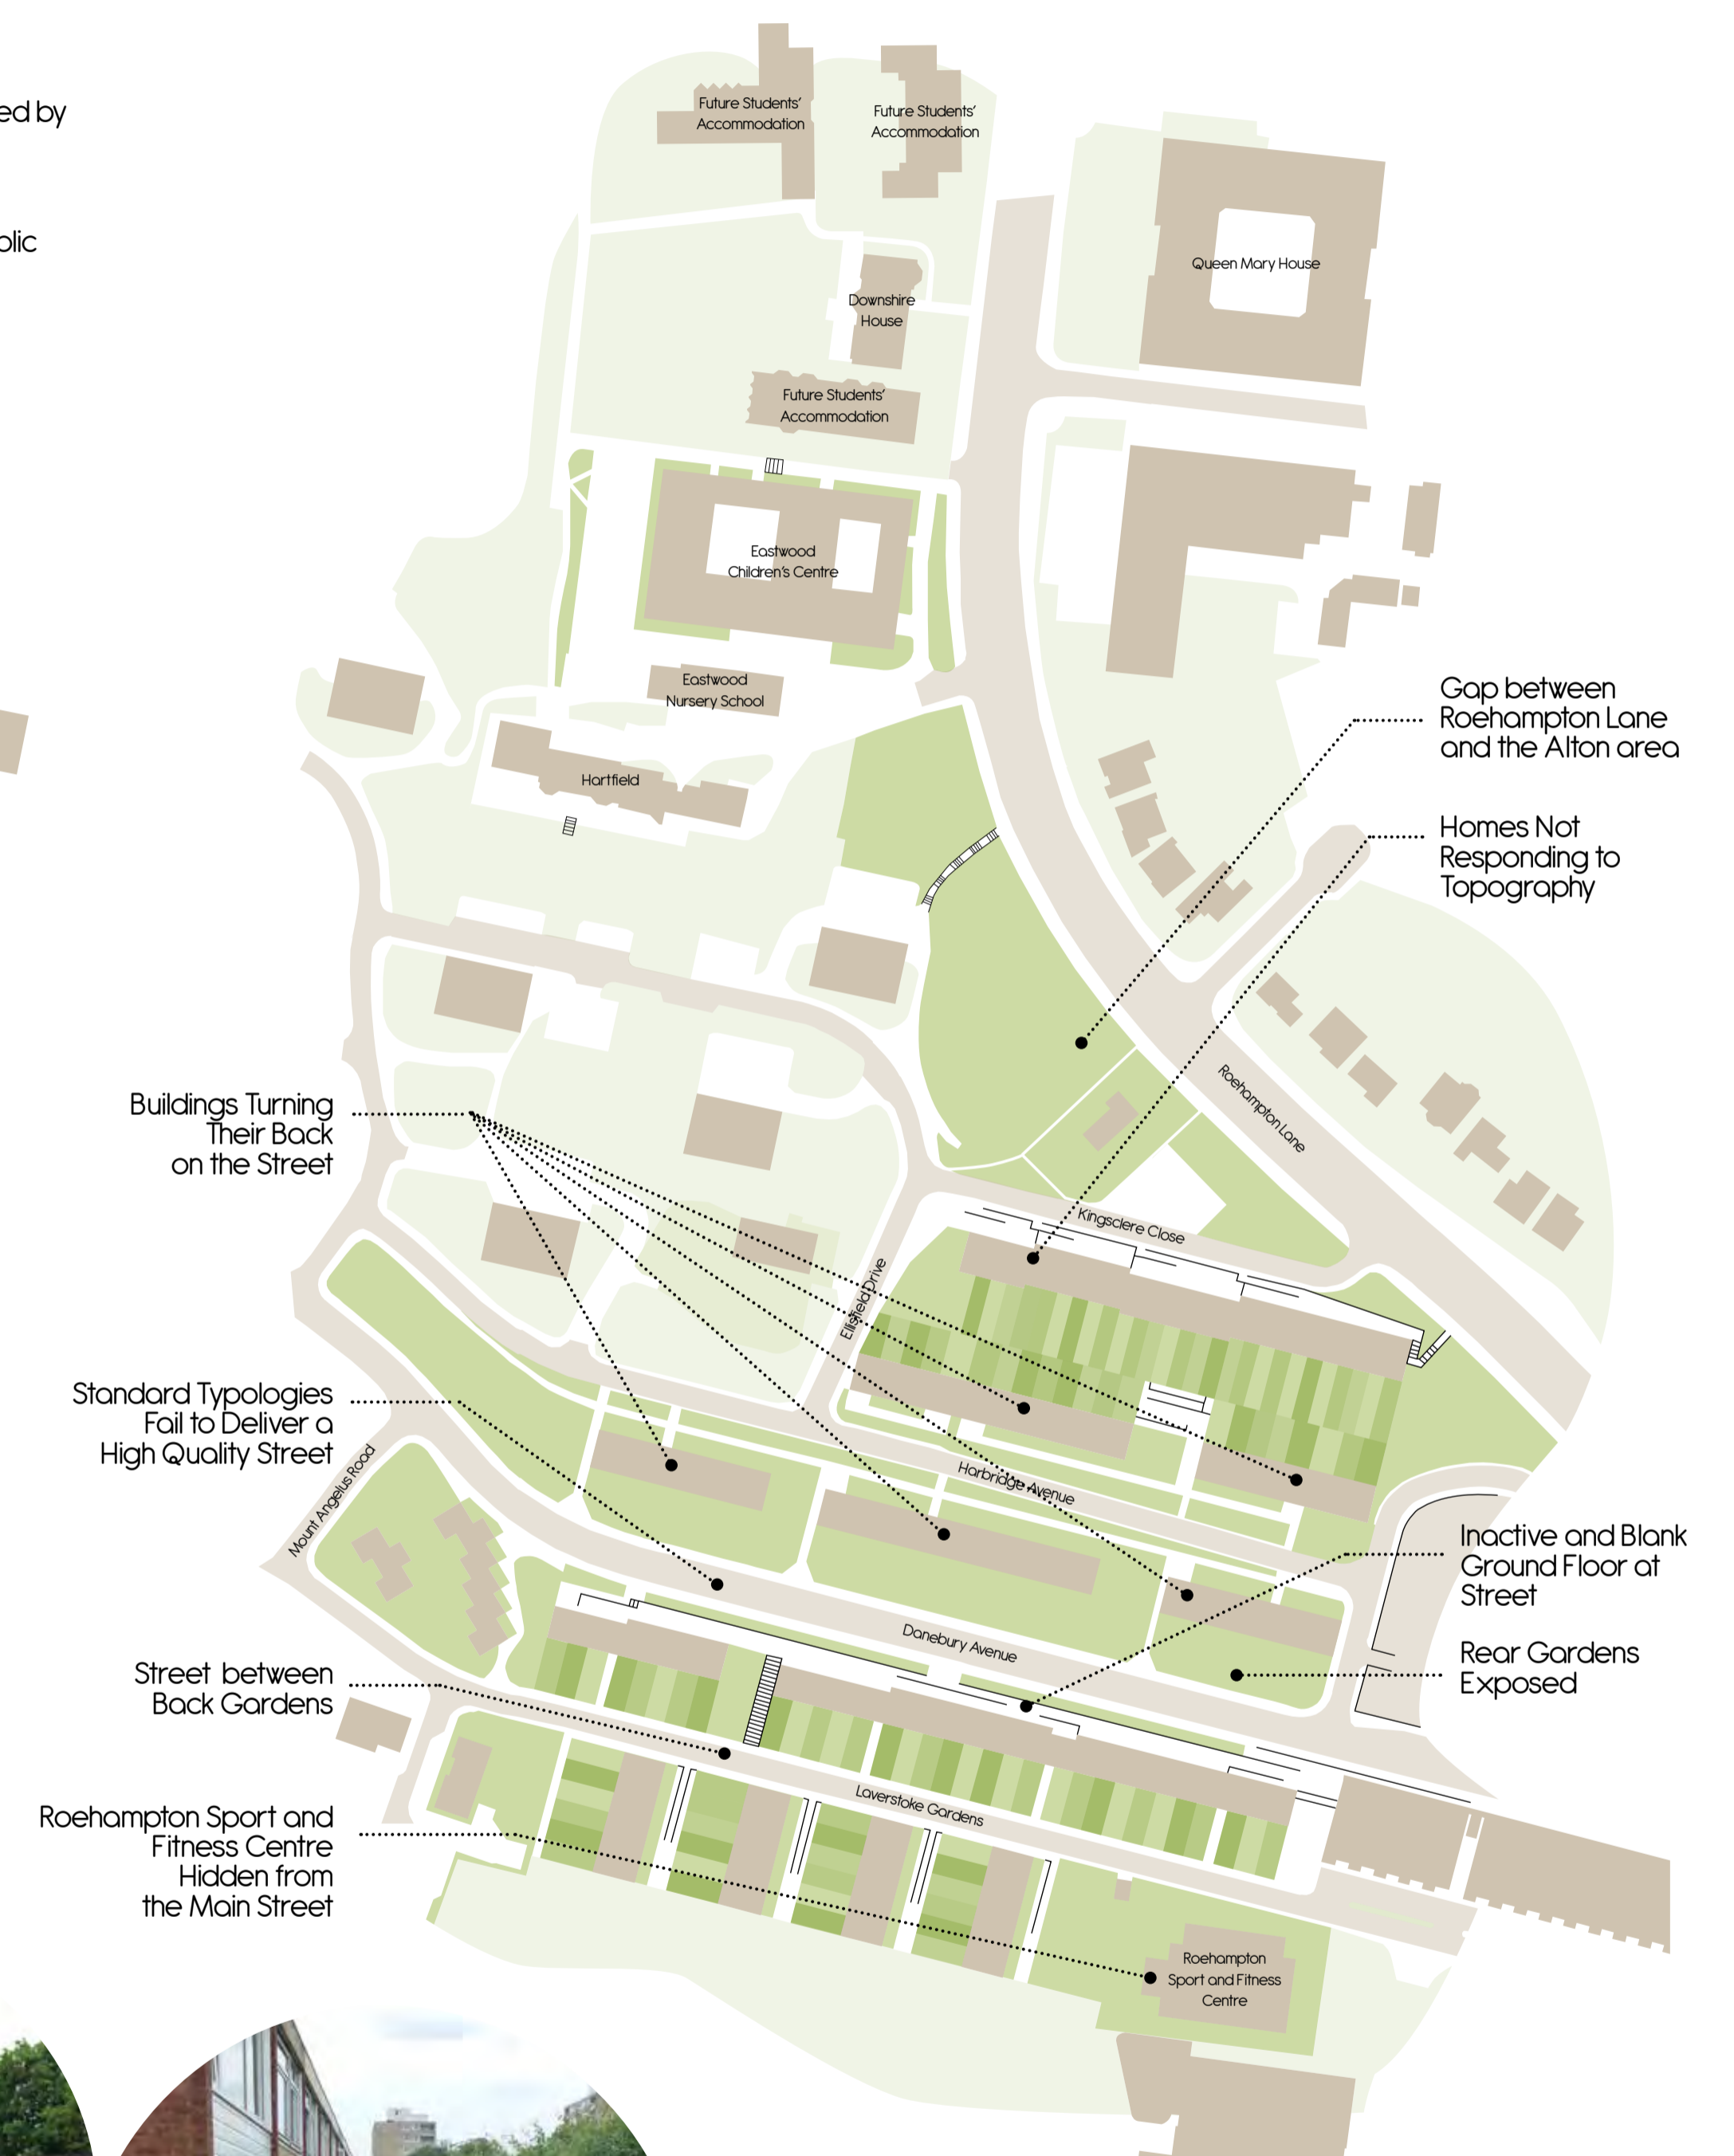 ed by
olic
Future Students'
Accommodation
Future Students'
Accommodation
Queen Mary House
Downshire
House
Future Students'
Accommodation
Eastwood
Children's Centre
Eastwood
Nursery School
Hartfield
Gap between
Roehampton Lane
and the Alton area
Homes Not
Responding to
Topography
Roehampton Lane
Buildings Turning
Their Back
on the Street
Kingsclere Close
Ellisfield Drive
Standard Typologies
Fail to Deliver a
High Quality Street
Mount Angelus Road
Harbridge Avenue
Inactive and Blank
Ground Floor at
Street
Danebury Avenue
Rear Gardens
Exposed
Street between
Back Gardens
Laverstoke Gardens
Roehampton Sport and
Fitness Centre
Hidden from
the Main Street
Roehampton
Sport and Fitness
Centre